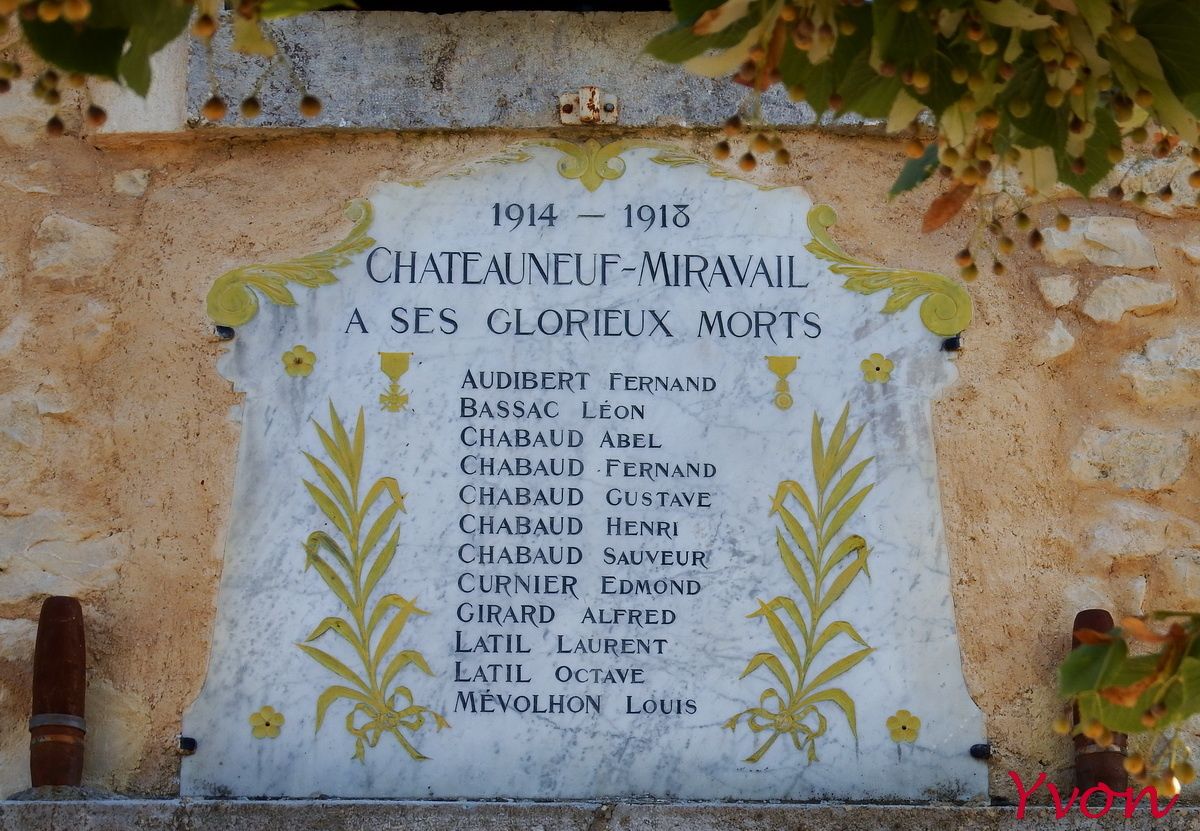 1914 – 1918
CHATEAUNEUF-MIRAVAIL
A SES GLORIEUX MORTS
AUDIBERT FERNAND
BASSAC LÉON
CHABAUD ABEL
CHABAUD FERNAND
CHABAUD GUSTAVE
CHABAUD HENRI
CHABAUD SAUVEUR
CURNIER EDMOND
GIRARD ALFRED
LATIL LAURENT
LATIL OCTAVE
MÉVOLHON LOUIS
Yvon